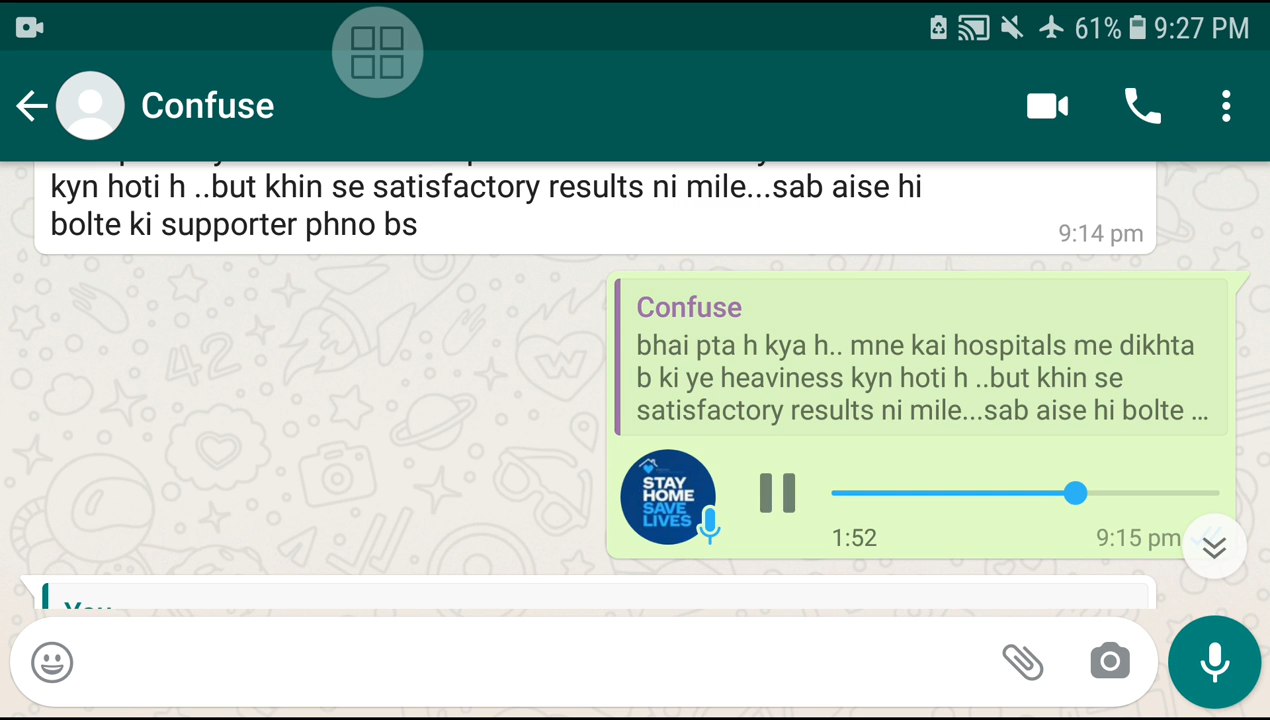 61% 9:27 PM
Confuse
kyn hoti h ..but khin se satisfactory results ni mile...sab aise hi
bolte ki supporter phno bs
9:14 pm
Confuse
bhai pta h kya h.. mne kai hospitals me dikhta
b ki ye heaviness kyn hoti h ..but khin se
satisfactory results ni mile...sab aise hi bolte ...
STAY
HOME
SAVE
LIVES
1:52
9:15 pm
You